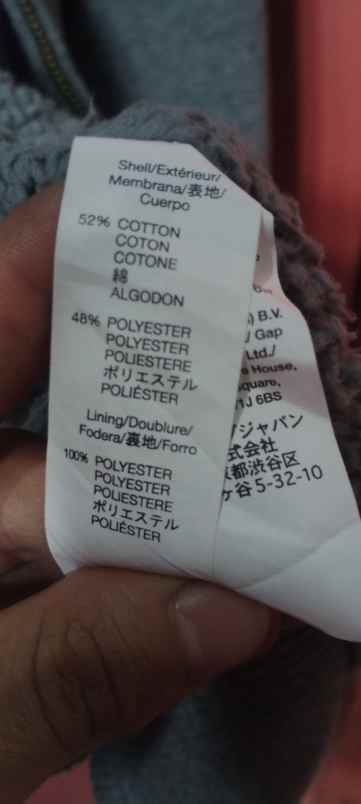 Shell/Extérieur/
Membrana/表地/
Cuerpo
52% COTTON
COTON
COTONE
綿
ALGODON
48% POLYESTER
POLYESTER
POLIESTERE
ポリエステル
POLIÉSTER
Lining/Doublure/
Fodera/裏地/Forro
100% POLYESTER
POLYESTER
POLIESTERE
ポリエステル
POLIÉSTER
) B.V.
/ Gap
Ltd./
House,
quare,
1J 6BS
ジャパン
式会社
都渋谷区
ヶ谷 5-32-10